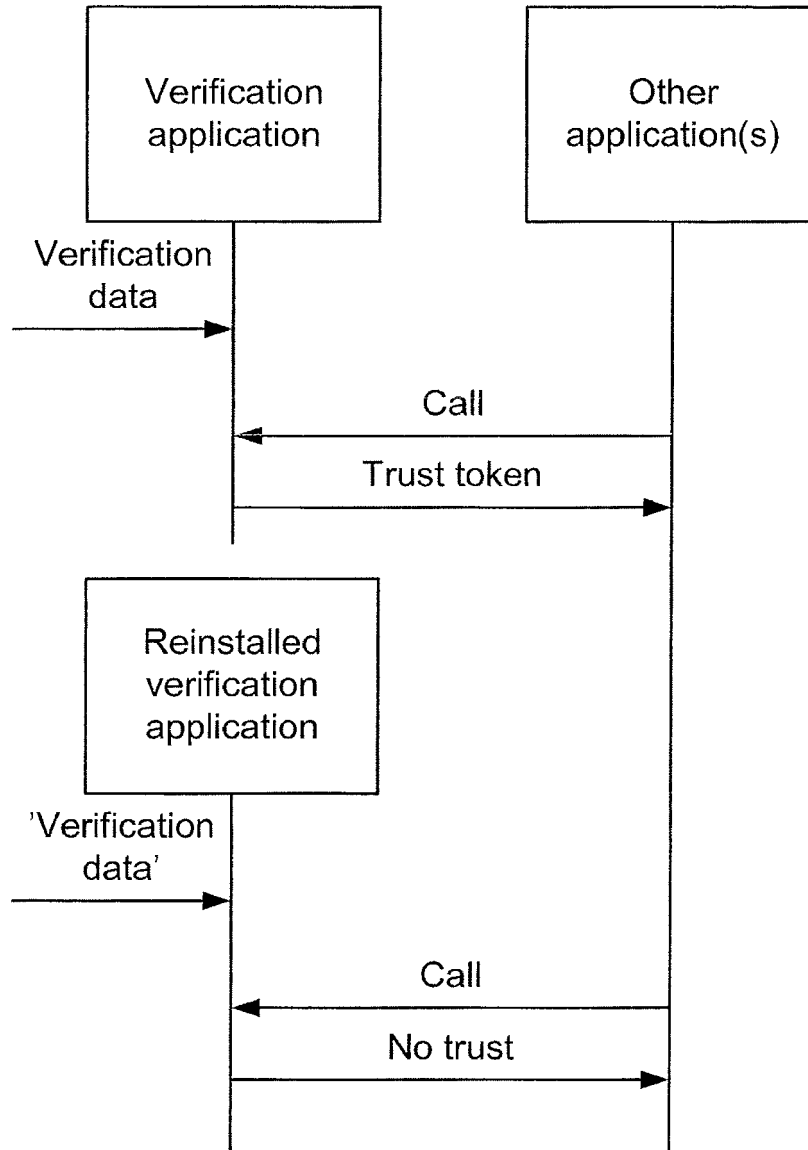 Verification
application
Other
application(s)
Verification
data
Call
Trust token
Reinstalled
verification
application
’Verification
data’
Call
No trust